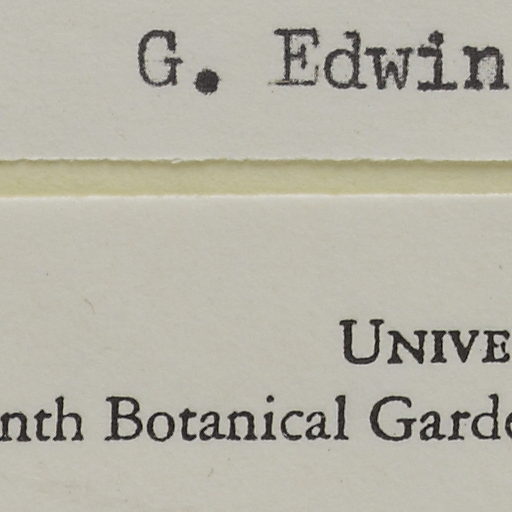 G. Edwin
UNIVE
nth Botanical Garde